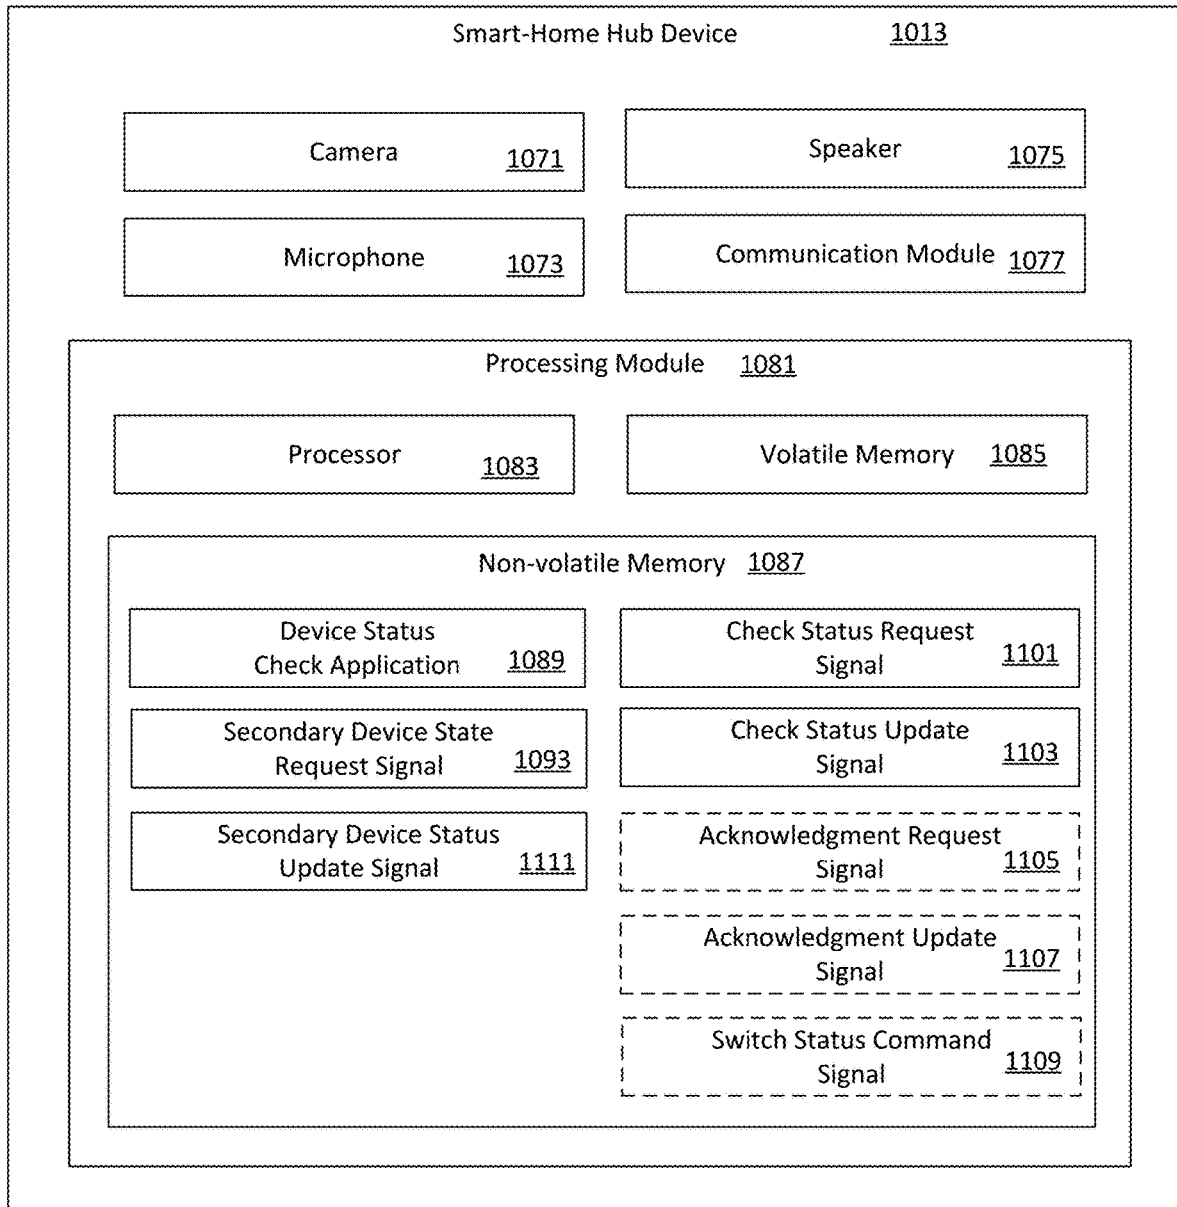 Smart-Home Hub Device 1013
Camera 1071
Speaker 1075
Microphone 1073
Communication Module 1077
Processing Module 1081
Processor 1083
Volatile Memory 1085
Non-volatile Memory 1087
Device Status
Check Application 1089
Check Status Request
Signal 1101
Secondary Device State
Request Signal 1093
Check Status Update
Signal 1103
Secondary Device Status
Update Signal 1111
Acknowledgment Request
Signal 1105
Acknowledgment Update
Signal 1107
Switch Status Command
Signal 1109